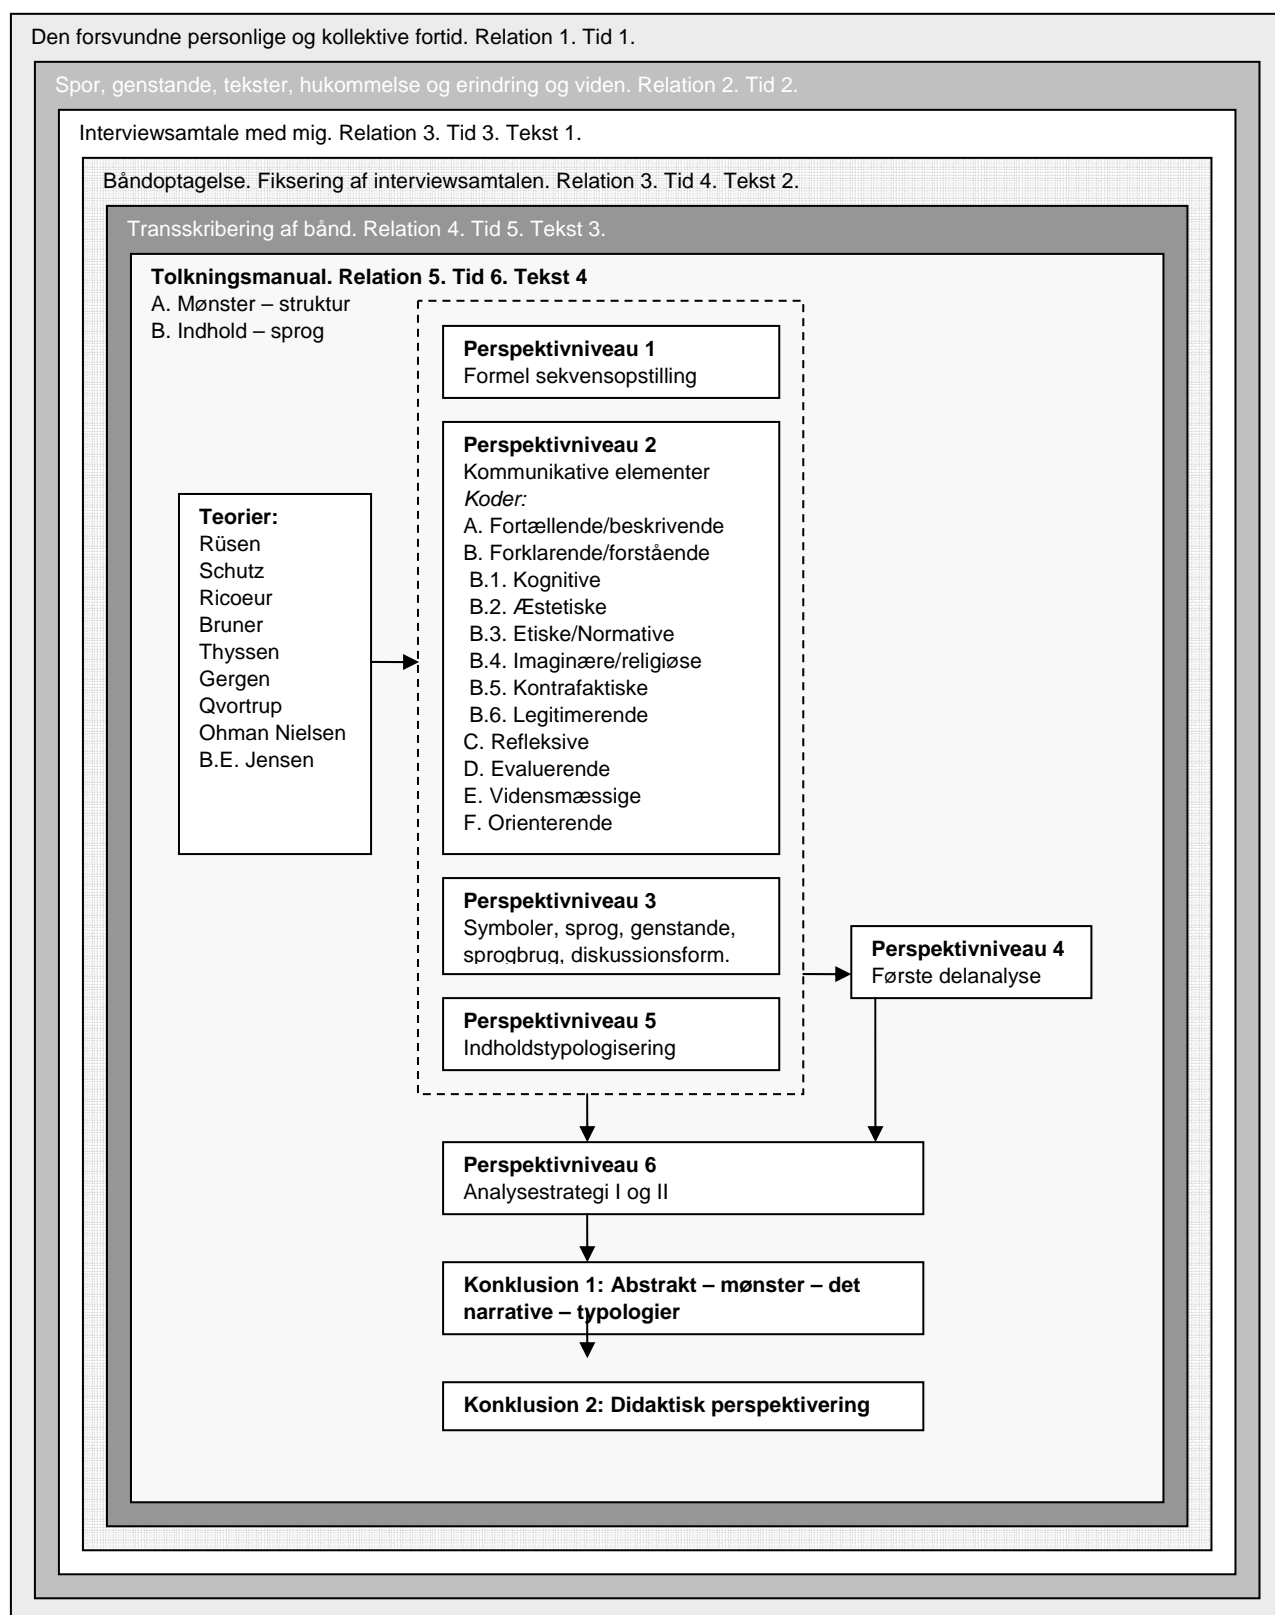 Den forsvundne personlige og kollektive fortid. Relation 1. Tid 1.
Spor, genstande, tekster, hukommelse og erindring og viden. Relation 2. Tid 2.
Interviewsamtale med mig. Relation 3. Tid 3. Tekst 1.
Båndoptagelse. Fiksering af interviewsamtalen. Relation 3. Tid 4. Tekst 2.
Transskribering af bånd. Relation 4. Tid 5. Tekst 3.
Tolkningsmanual. Relation 5. Tid 6. Tekst 4
A. Mønster – struktur
B. Indhold – sprog
Perspektivniveau 1
Formel sekvensopstilling
Perspektivniveau 2
Kommunikative elementer
Koder:
A. Fortællende/beskrivende
B. Forklarende/forstående
B.1. Kognitive
B.2. Æstetiske
B.3. Etiske/Normative
B.4. Imaginære/religiøse
B.5. Kontrafaktiske
B.6. Legitimerende
C. Refleksive
D. Evaluerende
E. Vidensmæssige
F. Orienterende
Teorier:
Rüsen
Schutz
Ricoeur
Bruner
Thyssen
Gergen
Qvortrup
Ohman Nielsen
B.E. Jensen
Perspektivniveau 3
Symboler, sprog, genstande,
sprogbrug, diskussionsform.
Perspektivniveau 4
Første delanalyse
Perspektivniveau 5
Indholdstypologisering
Perspektivniveau 6
Analysestrategi I og II
Konklusion 1: Abstrakt – mønster – det
narrative – typologier
Konklusion 2: Didaktisk perspektivering